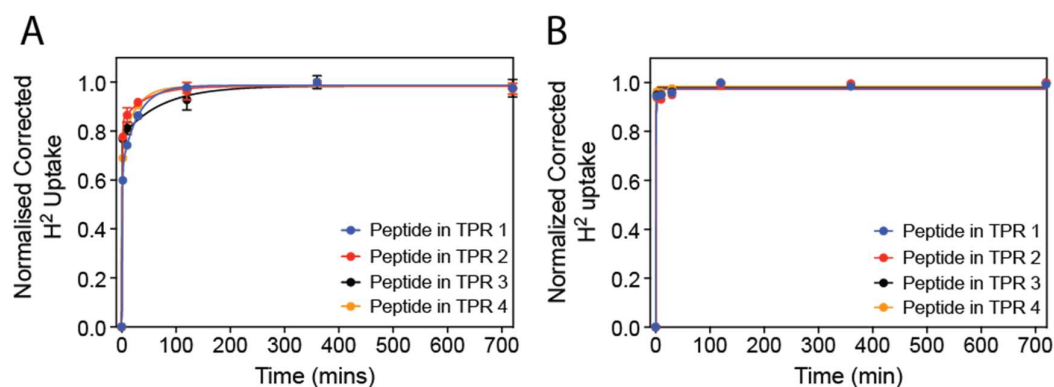 A
Normalised Corrected
H² Uptake
1.0
0.8
0.6
0.4
0.2
0.0
Peptide in TPR 1
Peptide in TPR 2
Peptide in TPR 3
Peptide in TPR 4
0 100 200 300 400 500 600 700
Time (mins)
B
Normalized Corrected
H² uptake
1.0
0.8
0.6
0.4
0.2
0.0
Peptide in TPR 1
Peptide in TPR 2
Peptide in TPR 3
Peptide in TPR 4
0 100 200 300 400 500 600 700
Time (min)